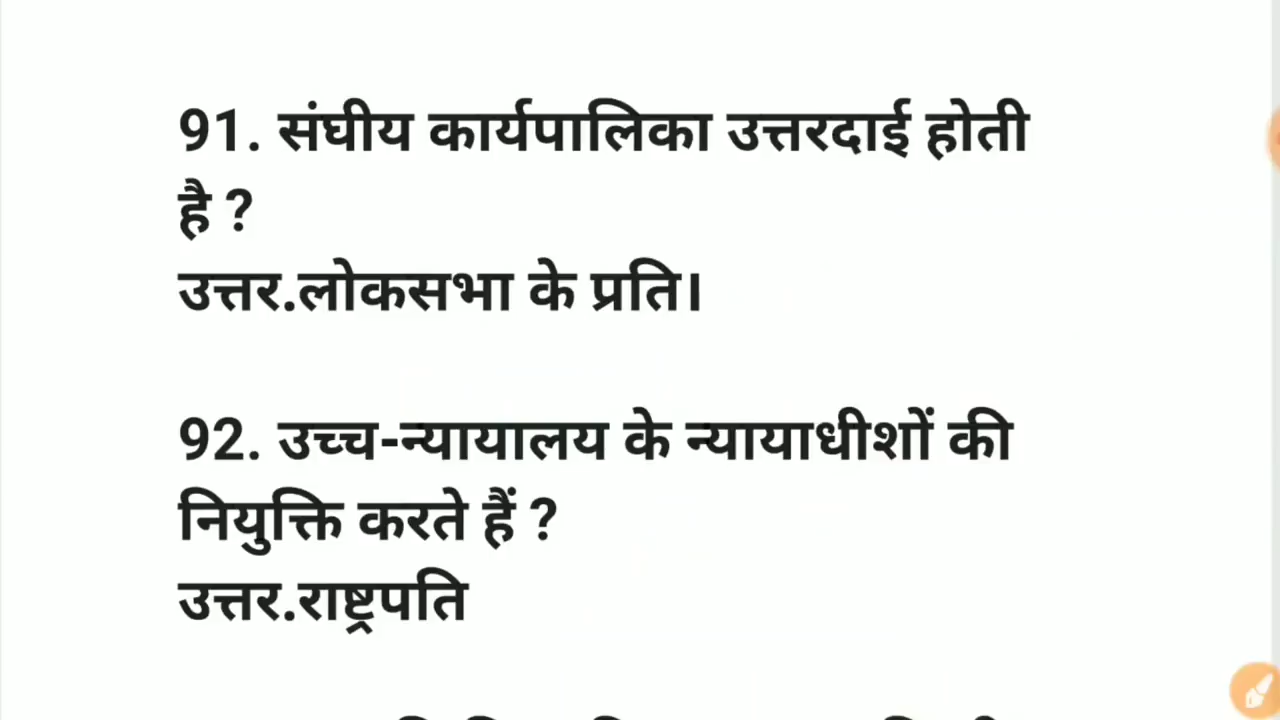 91. संघीय कार्यपालिका उत्तरदाई होती
है ?
उत्तर.लोकसभा के प्रति।
92. उच्च-न्यायालय के न्यायाधीशों की
नियुक्ति करते हैं ?
उत्तर.राष्ट्रपति